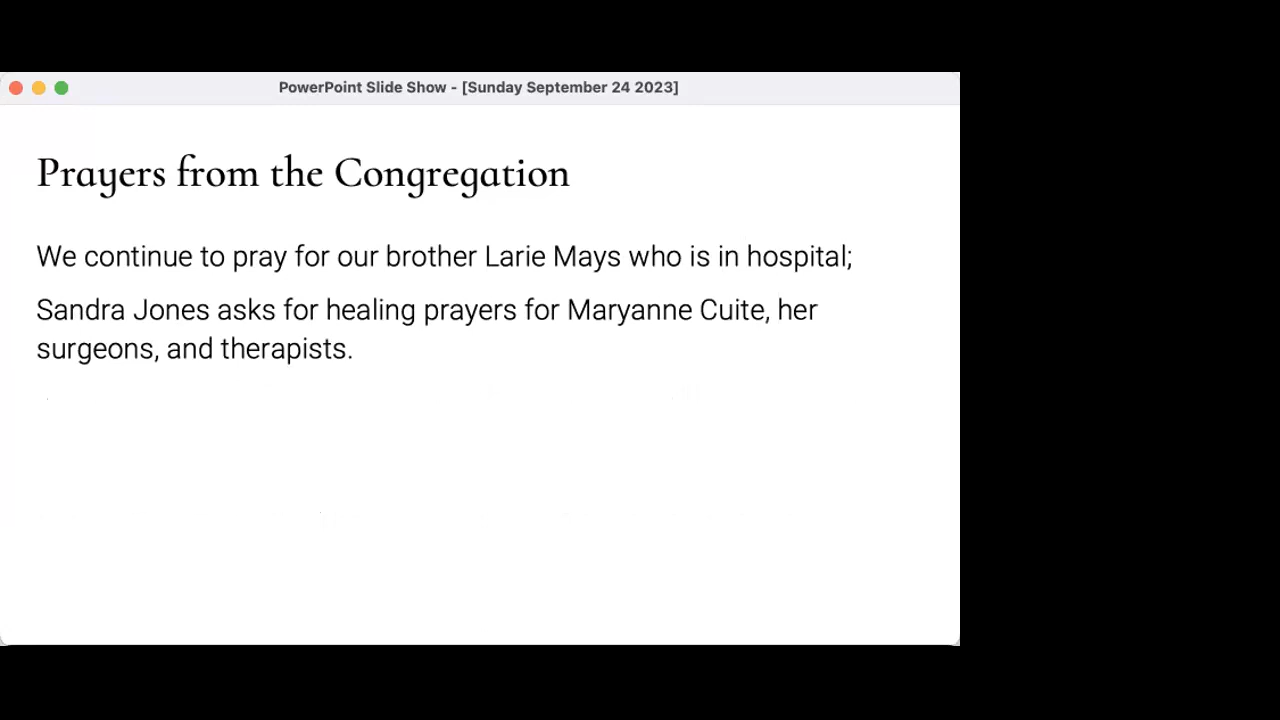 PowerPoint Slide Show - [Sunday September 24 2023]
Prayers from the Congregation
We continue to pray for our brother Larie Mays who is in hospital;
Sandra Jones asks for healing prayers for Maryanne Cuite, her
surgeons, and therapists.